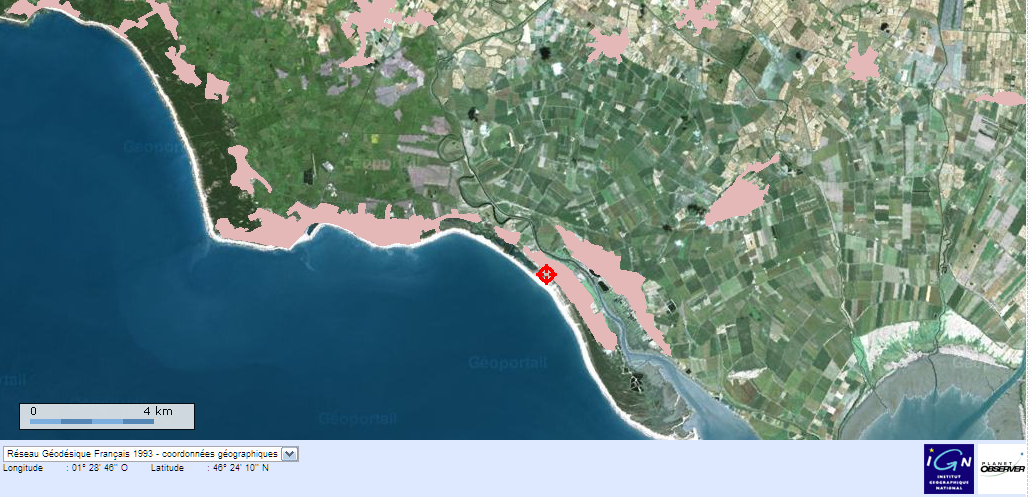 Géoportail
Géoportail
Géoportail
tail
Géoportail
0 4 km
Réseau Géodésique Français 1993 - coordonnées géographiques
Longitude : 01° 28' 46'' O Latitude : 46° 24' 10'' N
IGN
INSTITUT
GÉOGRAPHIQUE
NATIONAL
PLANET
OBSERVER